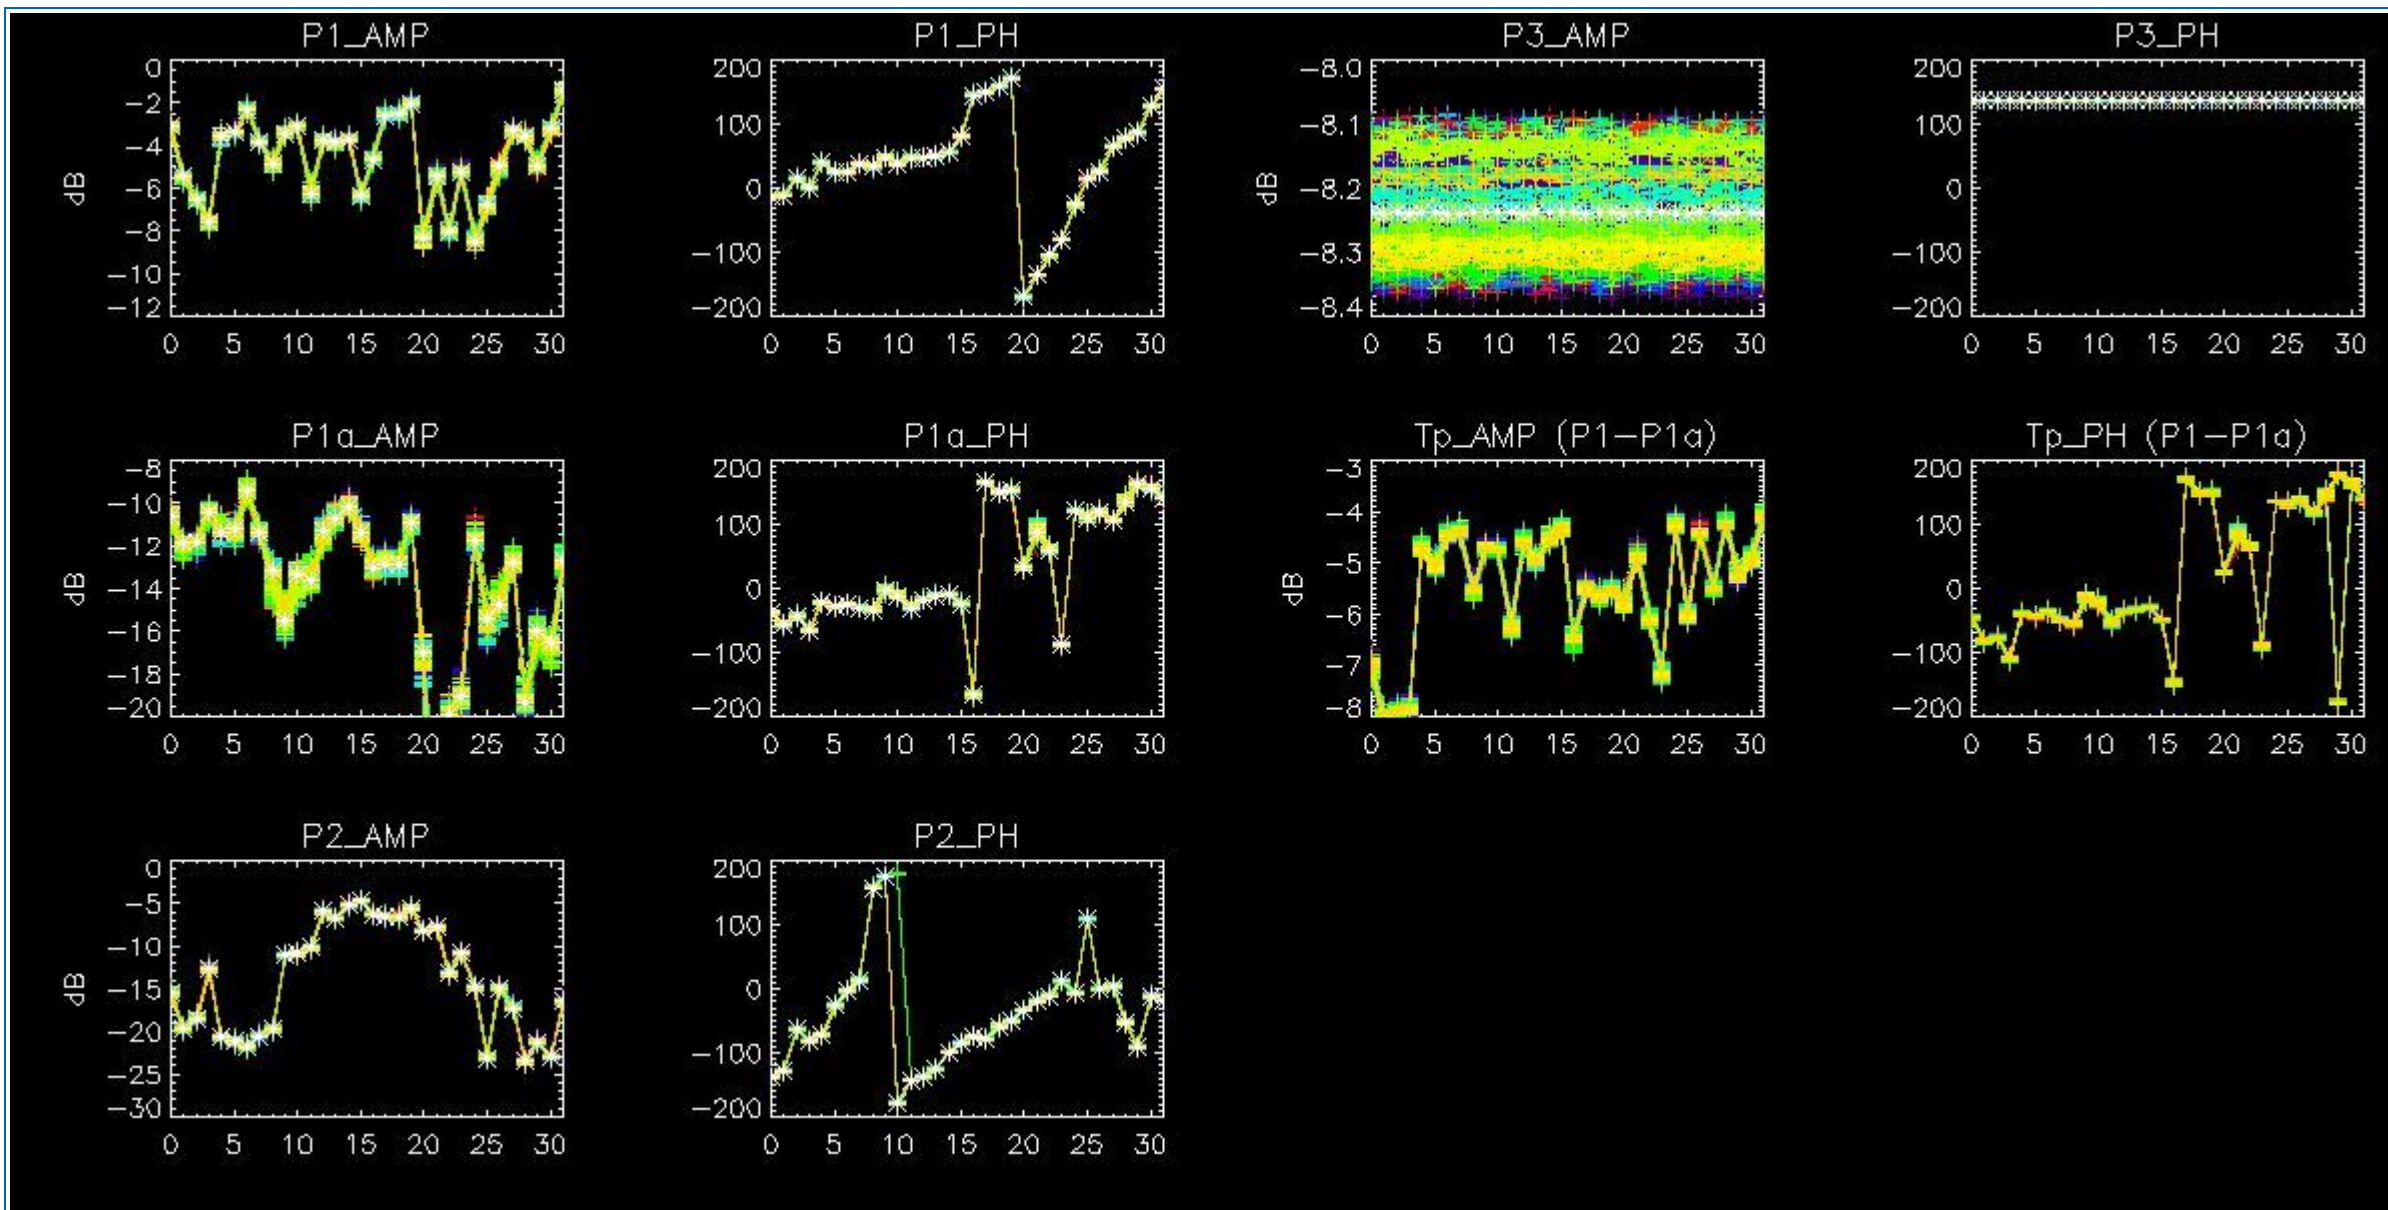 P1_AMP P1_PH P3_AMP P3_PH
0 200 −8.0 200
−2
100 −8.1 100
−4
dB −6 0 dB −8.2 0
−8
−100 −8.3 −100
−10
−12 −200 −8.4 −200
0 5 10 15 20 25 30 0 5 10 15 20 25 30 0 5 10 15 20 25 30 0 5 10 15 20 25 30
P1a_AMP P1a_PH Tp_AMP (P1−P1a) Tp_PH (P1−P1a)
−8 200 −3 200
−10
100 −4 100
−12
dB −14 0 dB −5 0
−6
−16 −100 −7 −100
−18
−20 −200 −8 −200
0 5 10 15 20 25 30 0 5 10 15 20 25 30 0 5 10 15 20 25 30 0 5 10 15 20 25 30
P2_AMP P2_PH
0 200
−5
100
−10
dB −15 0
−20
−100
−25
−30 −200
0 5 10 15 20 25 30 0 5 10 15 20 25 30